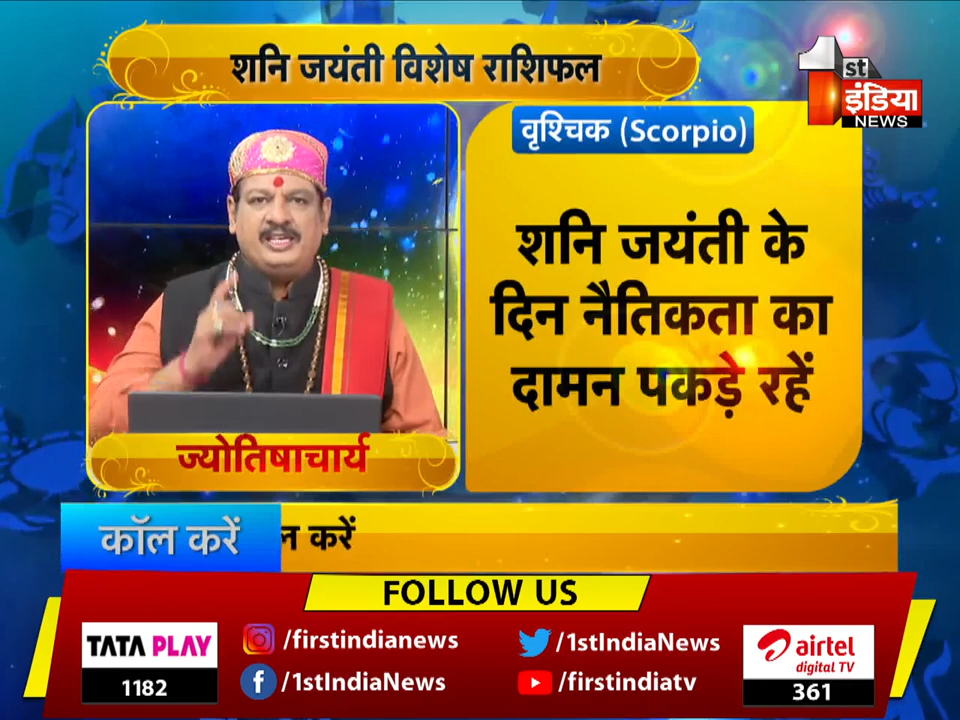 शनि जयंती विशेष राशिफल
1st
इंडिया
NEWS
वृश्चिक (Scorpio)
शनि जयंती के
दिन नैतिकता का
दामन पकड़े रहें
ज्योतिषाचार्य
कॉल करें
ल करें
FOLLOW US
TATA PLAY
1182
/firstindianews
/1stIndiaNews
/1stIndiaNews
/firstindiatv
airtel
digital TV
361